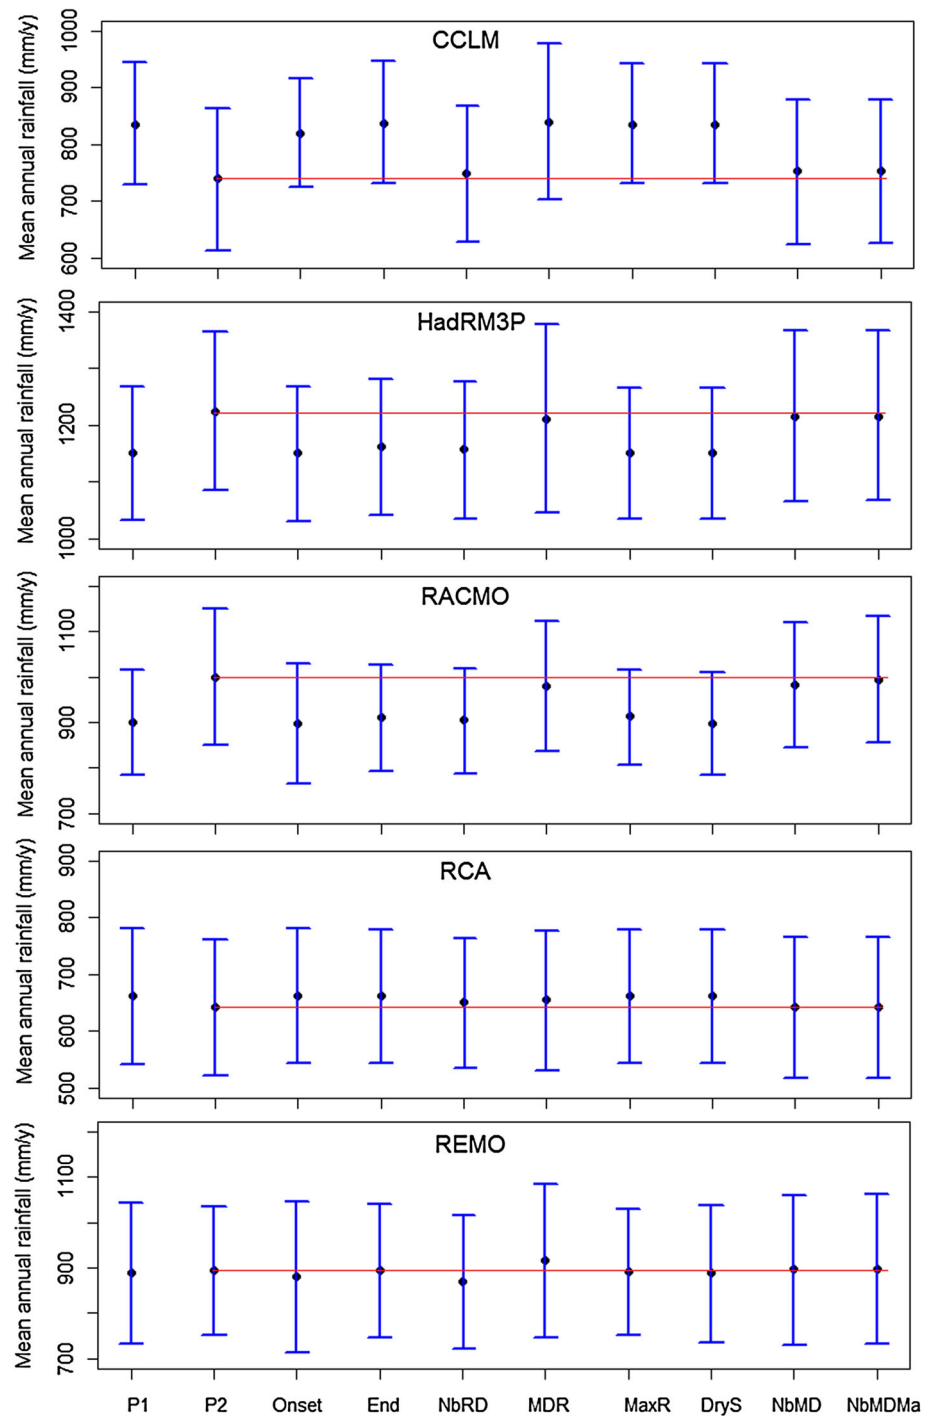 CCLM
Mean annual rainfall (mm/y)
1000
900
800
700
600
HadRM3P
Mean annual rainfall (mm/y)
1400
1200
1000
RACMO
Mean annual rainfall (mm/y)
1100
900
700
RCA
Mean annual rainfall (mm/y)
900
800
700
600
500
REMO
Mean annual rainfall (mm/y)
1100
900
700
P1 P2 Onset End NbRD MDR MaxR DryS NbMD NbMDMa